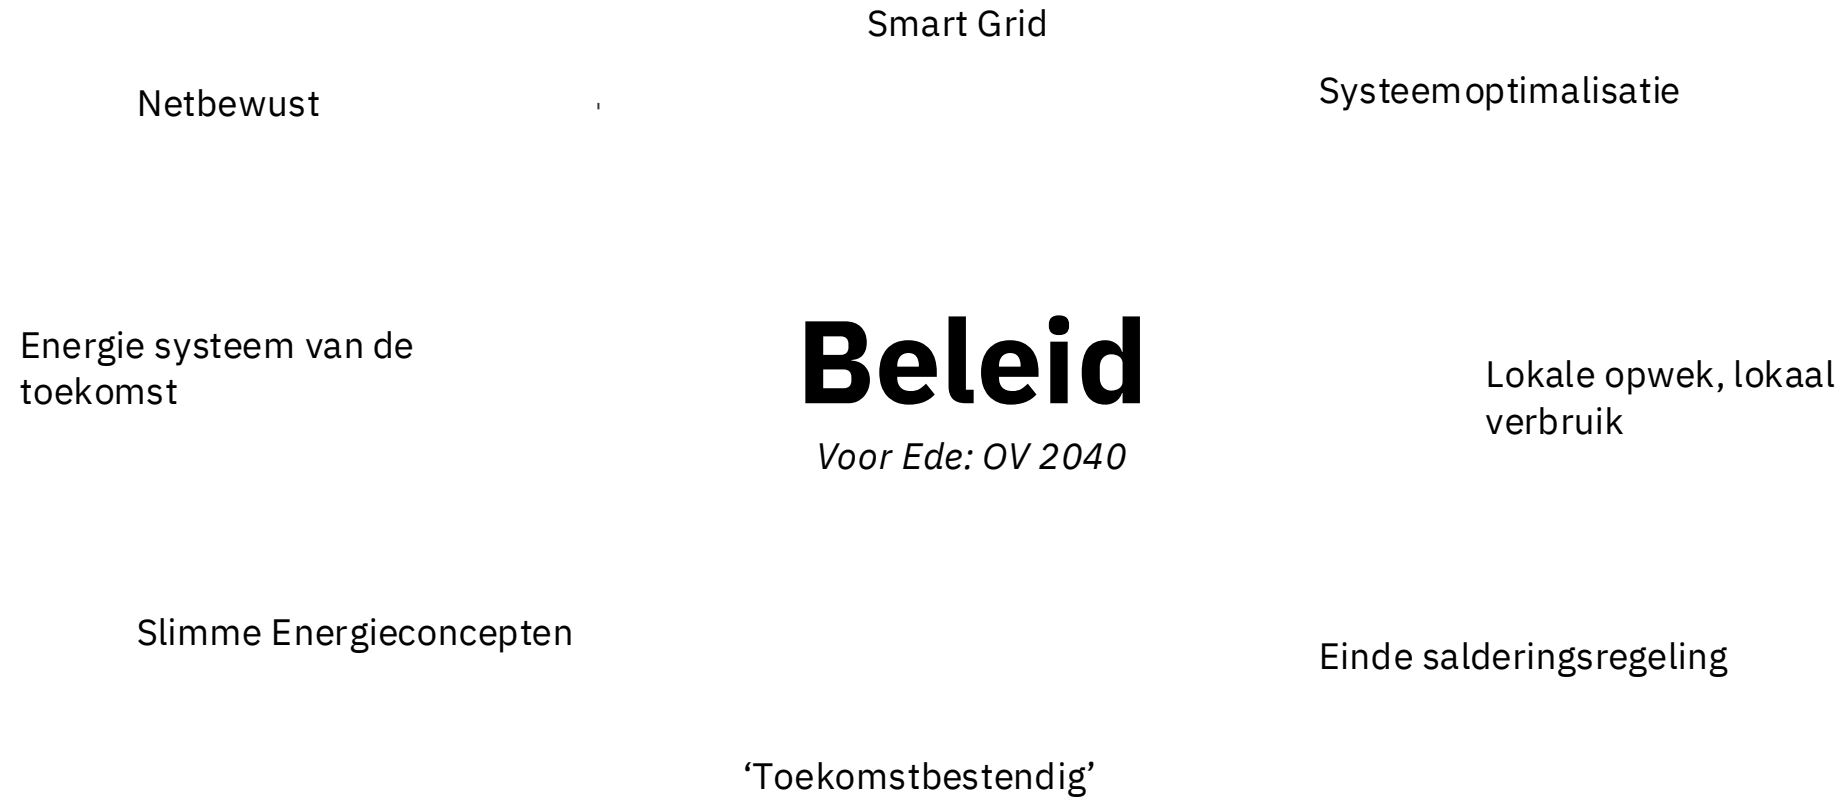 Smart Grid
Netbewust
Systeemoptimalisatie
Energie systeem van de
toekomst
Beleid
Voor Ede: OV 2040
Lokale opwek, lokaal
verbruik
Slimme Energieconcepten
Einde salderingsregeling
‘Toekomstbestendig’